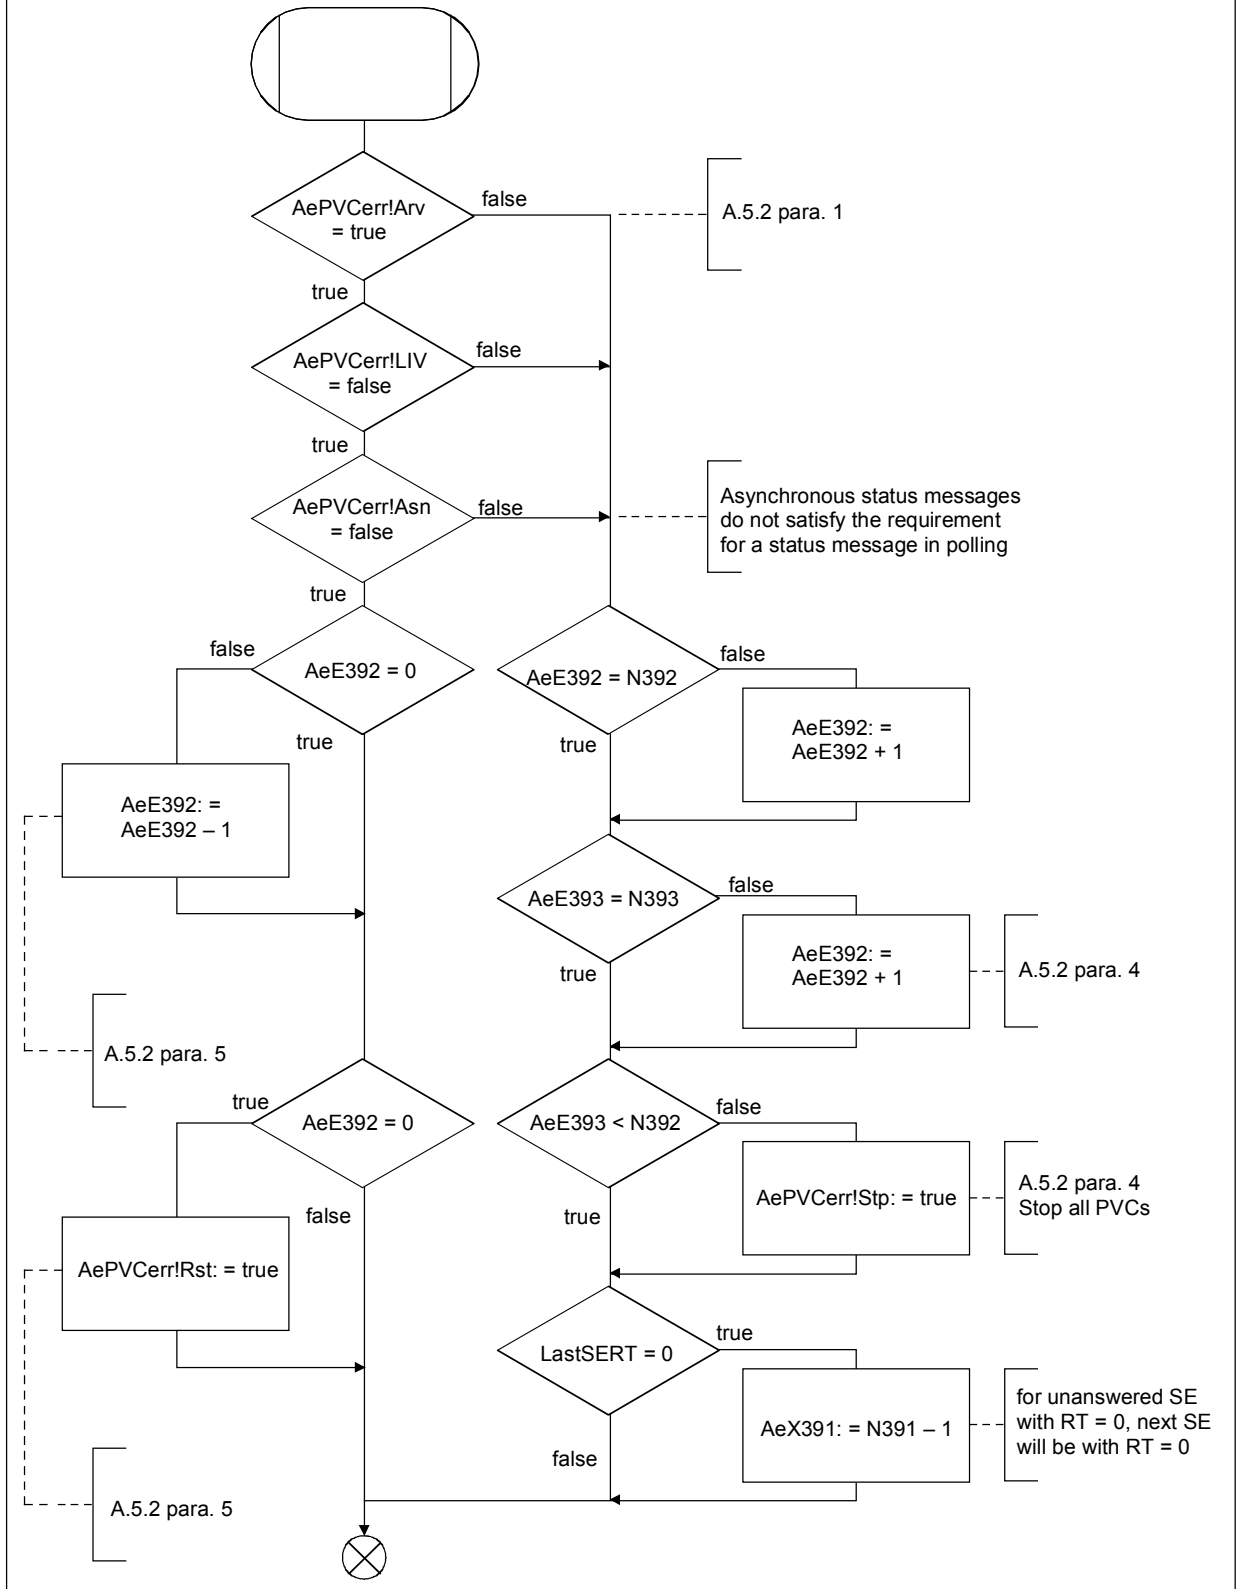 AePVCerr!Arv
= true
false
A.5.2 para. 1
true
AePVCerr!LIV
= false
false
true
AePVCerr!Asn
= false
false
Asynchronous status messages
do not satisfy the requirement
for a status message in polling
true
false
AeE392 = 0
AeE392 = N392
false
true
true
AeE392: =
AeE392 + 1
AeE392: =
AeE392 – 1
AeE393 = N393
false
true
AeE392: =
AeE392 + 1
A.5.2 para. 4
A.5.2 para. 5
true
AeE392 = 0
AeE393 < N392
false
false
true
AePVCerr!Stp: = true
A.5.2 para. 4
Stop all PVCs
AePVCerr!Rst: = true
LastSERT = 0
true
false
AeX391: = N391 – 1
for unanswered SE
with RT = 0, next SE
will be with RT = 0
A.5.2 para. 5